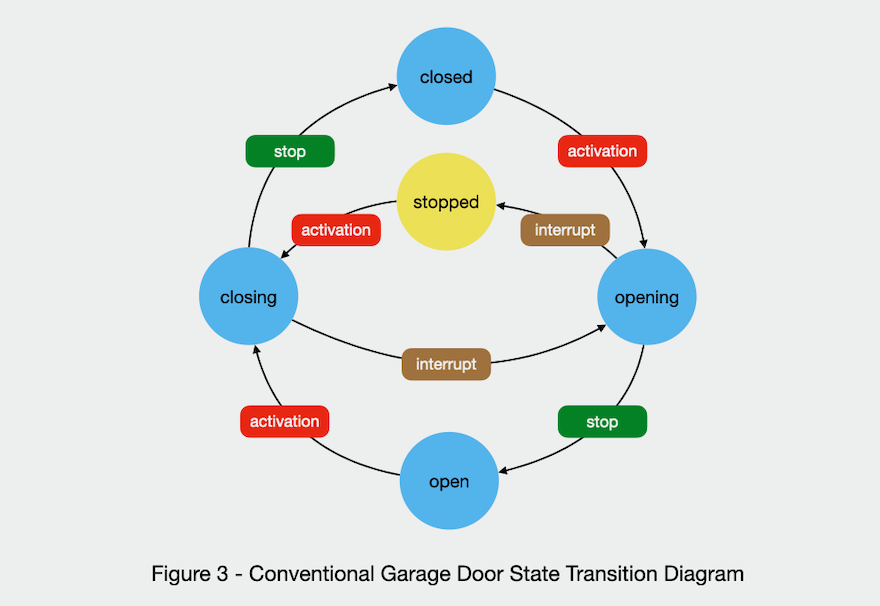 closed
stop
activation
stopped
activation
interrupt
closing
opening
interrupt
activation
stop
open
Figure 3 - Conventional Garage Door State Transition Diagram